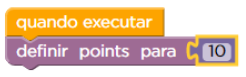 quando executar
definir points para 10